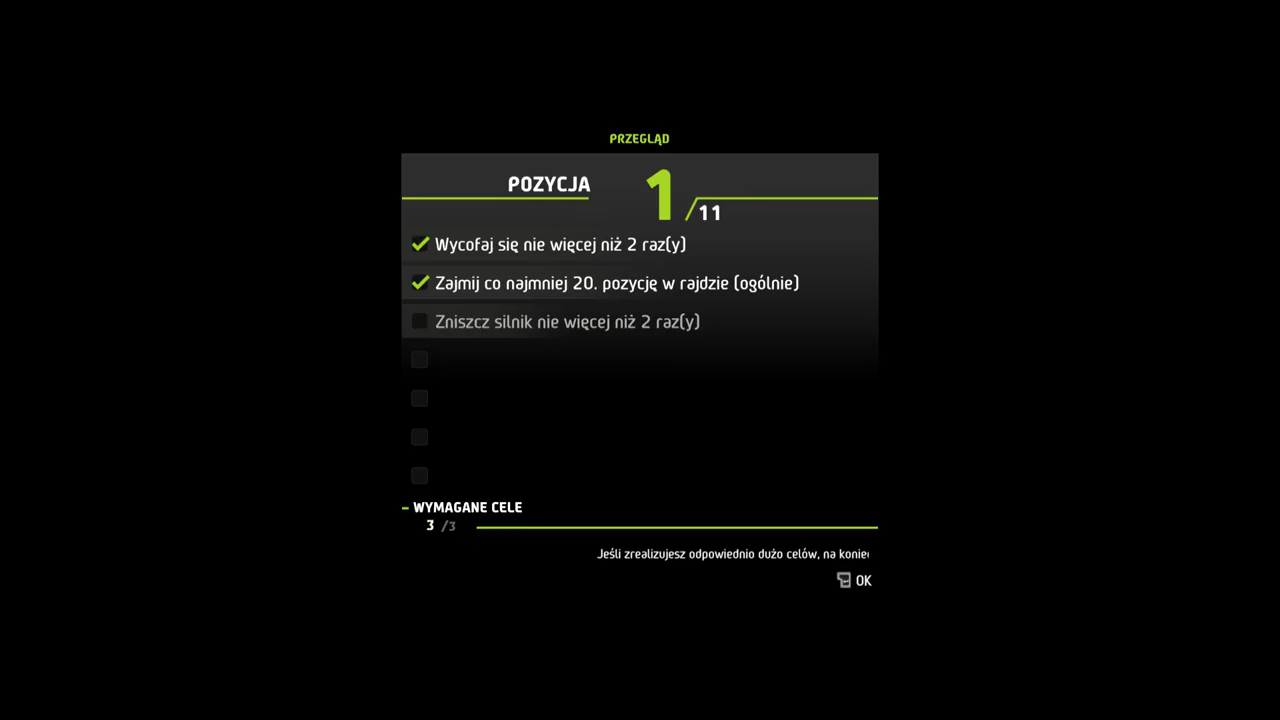 PRZEGLĄD
POZYCJA 1 /11
Wycofaj się nie więcej niż 2 raz(y)
Zajmij co najmniej 20. pozycję w rajdzie (ogólnie)
Zniszcz silnik nie więcej niż 2 raz(y)
WYMAGANE CELE
3 /3
Jeśli zrealizujesz odpowiednio dużo celów, na
OK